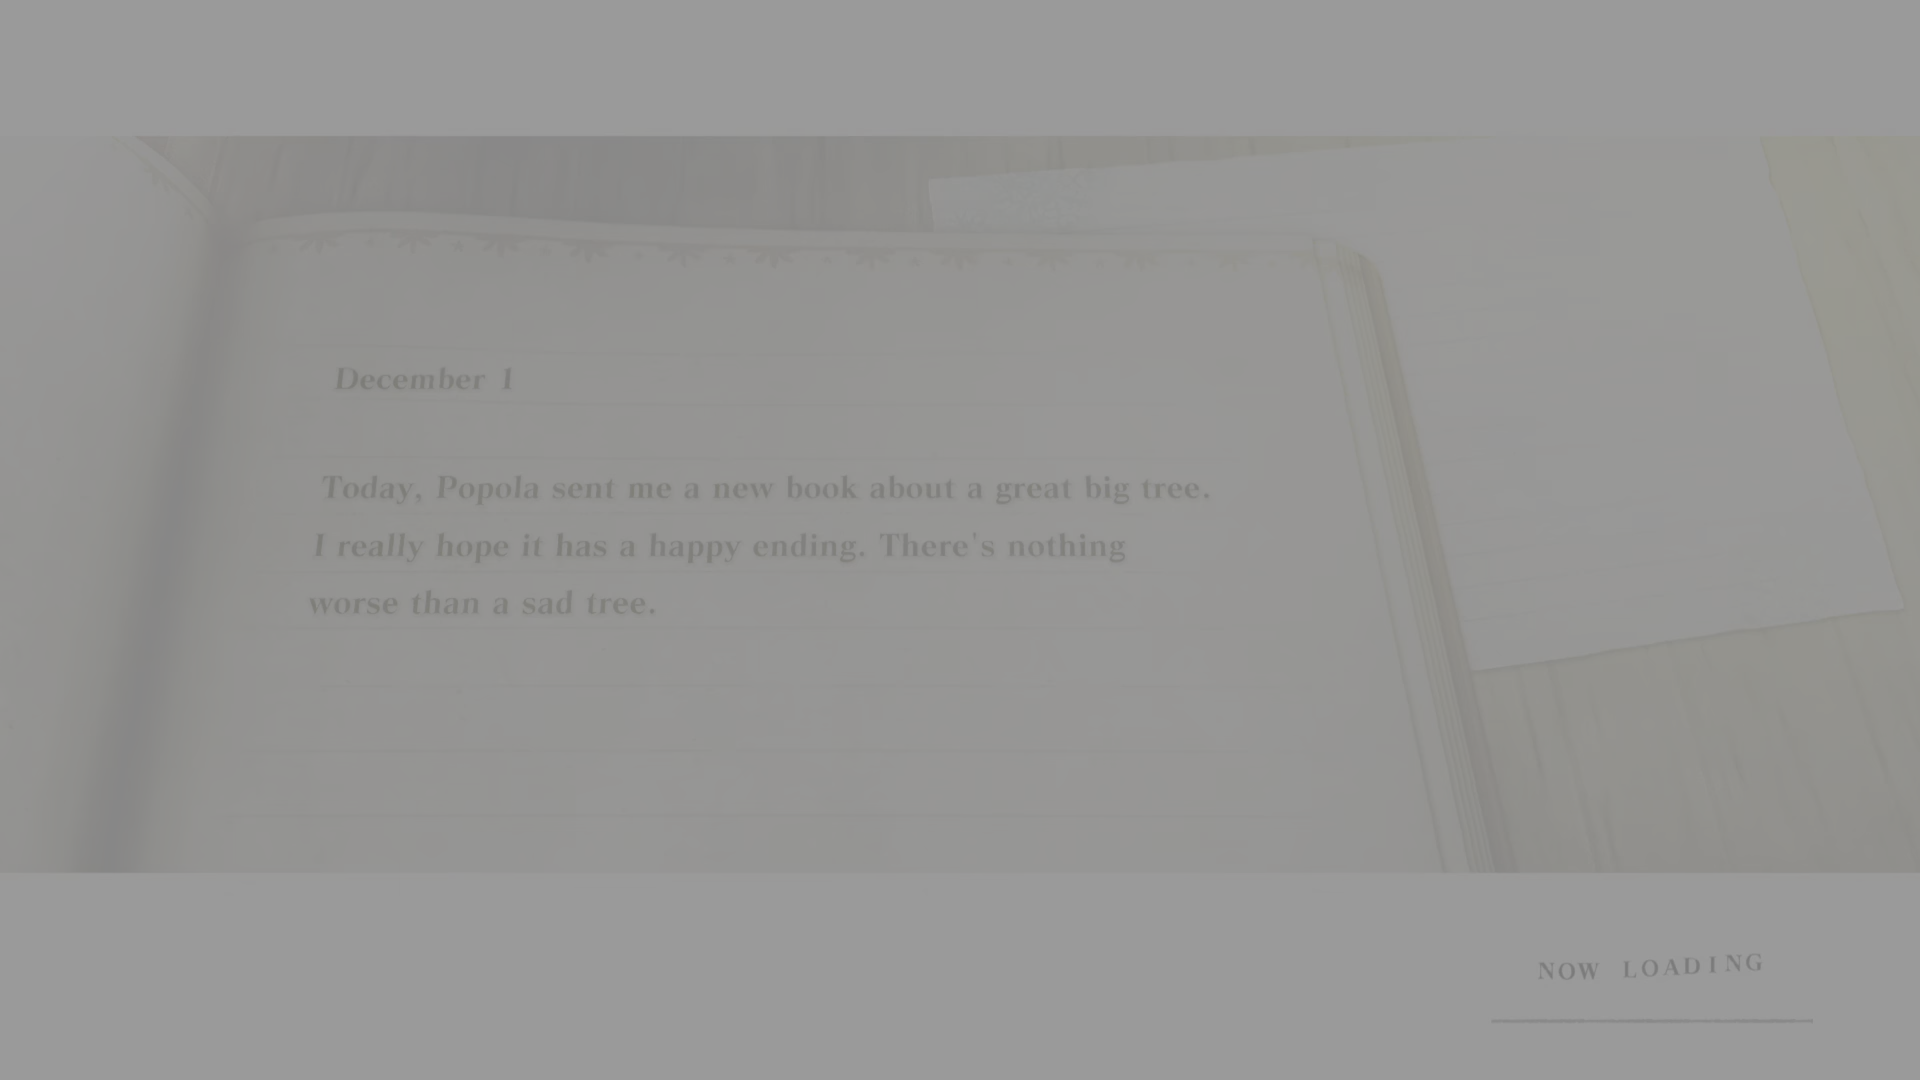 December 1
Today, Popola sent me a new book about a great big tree.
I really hope it has a happy ending. There's nothing
worse than a sad tree.
NOW LOADING